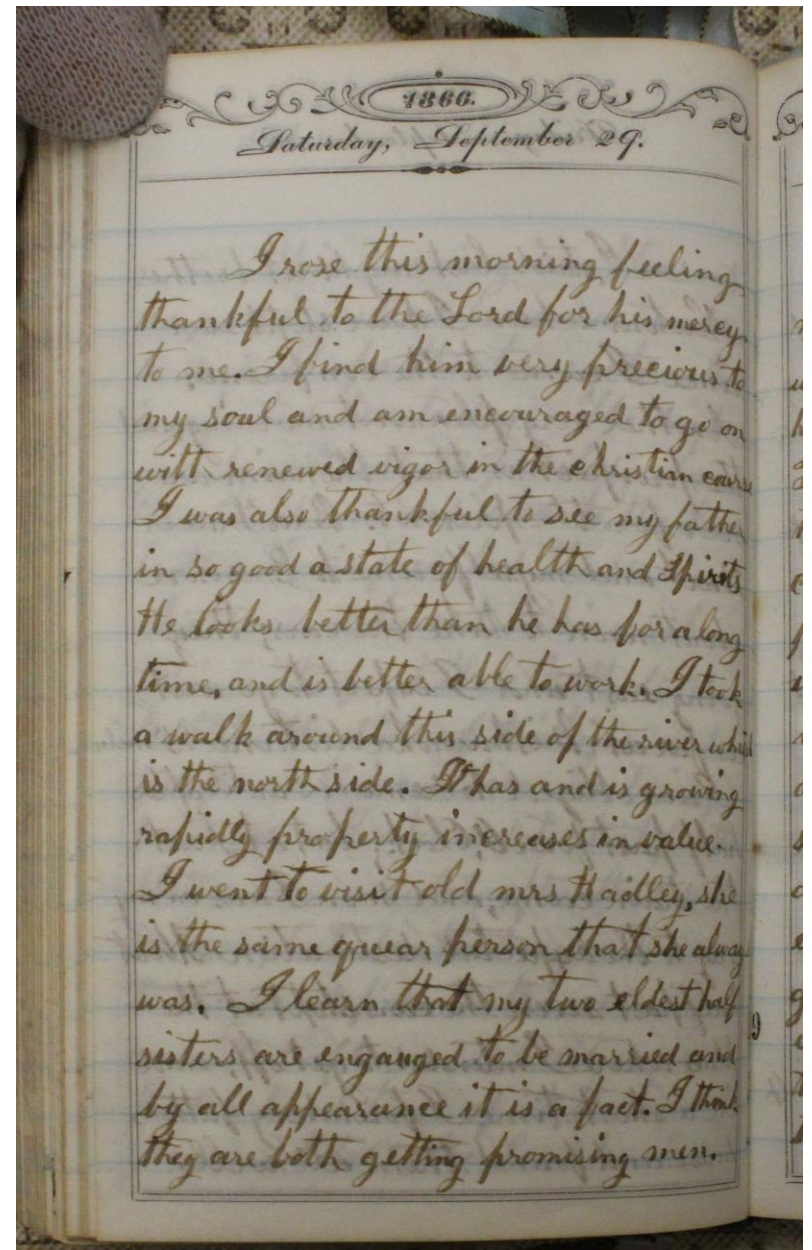 1866.
Saturday, September 29.
I rose this morning feeling
thankful to the Lord for his mercy
to me. I find him very precious to
my soul and am encouraged to go on
with renewed vigor in the christian course
I was also thankful to see my father
in so good a state of health and Spirits
He looks better than he has for a long
time, and is better able to work. I took
a walk around this side of the river which
is the north side. It has and is growing
rapidly property increases in value.
I went to visit old, mrs Hadley, she
is the same quear person that she alway
was. I learn that my two eldest half
sisters are engauged to be married and
by all appearance it is a fact. I think
they are both getting promising men.